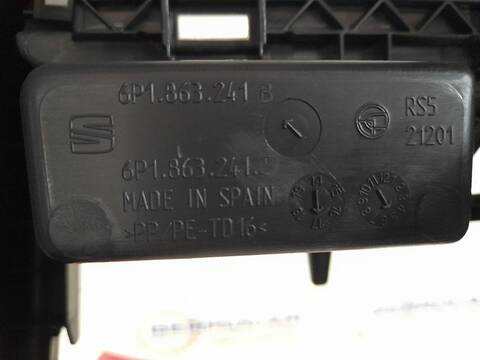 6P1.863.241 B
RS5
21201
6P1.863.241.
MADE IN SPAIN
>PP/PE-TD16<